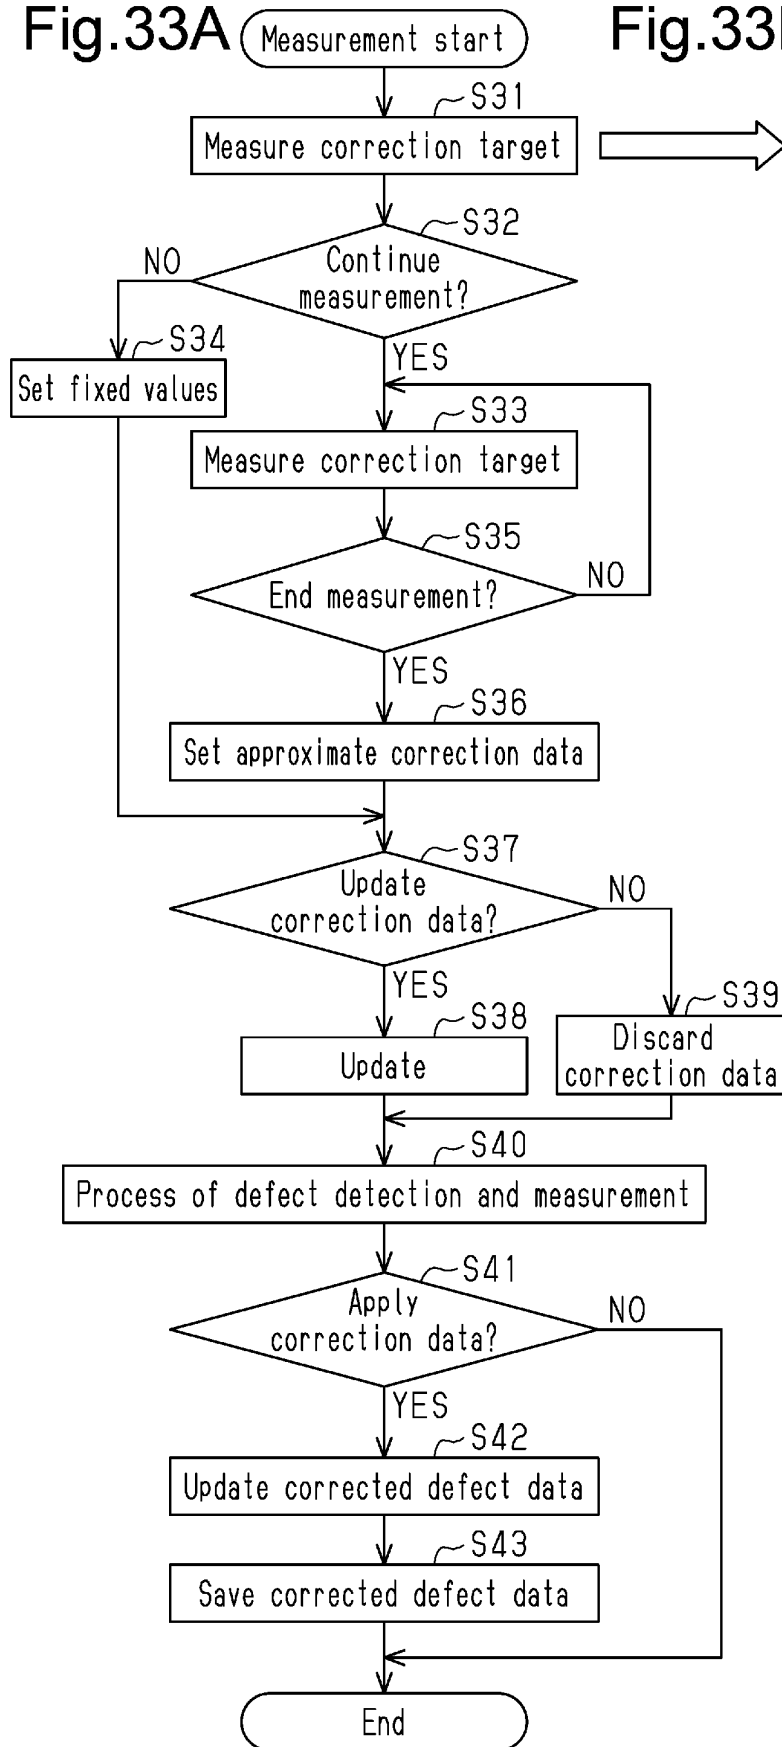 Fig.33A
Measurement start
Fig.33
S31
Measure correction target
S32
NO
Continue
measurement?
S34
YES
Set fixed values
S33
Measure correction target
S35
End measurement?
NO
YES
S36
Set approximate correction data
S37
Update
correction data?
NO
YES
S38
S39
Update
Discard
correction data
S40
Process of defect detection and measurement
S41
Apply
correction data?
NO
YES
S42
Update corrected defect data
S43
Save corrected defect data
End